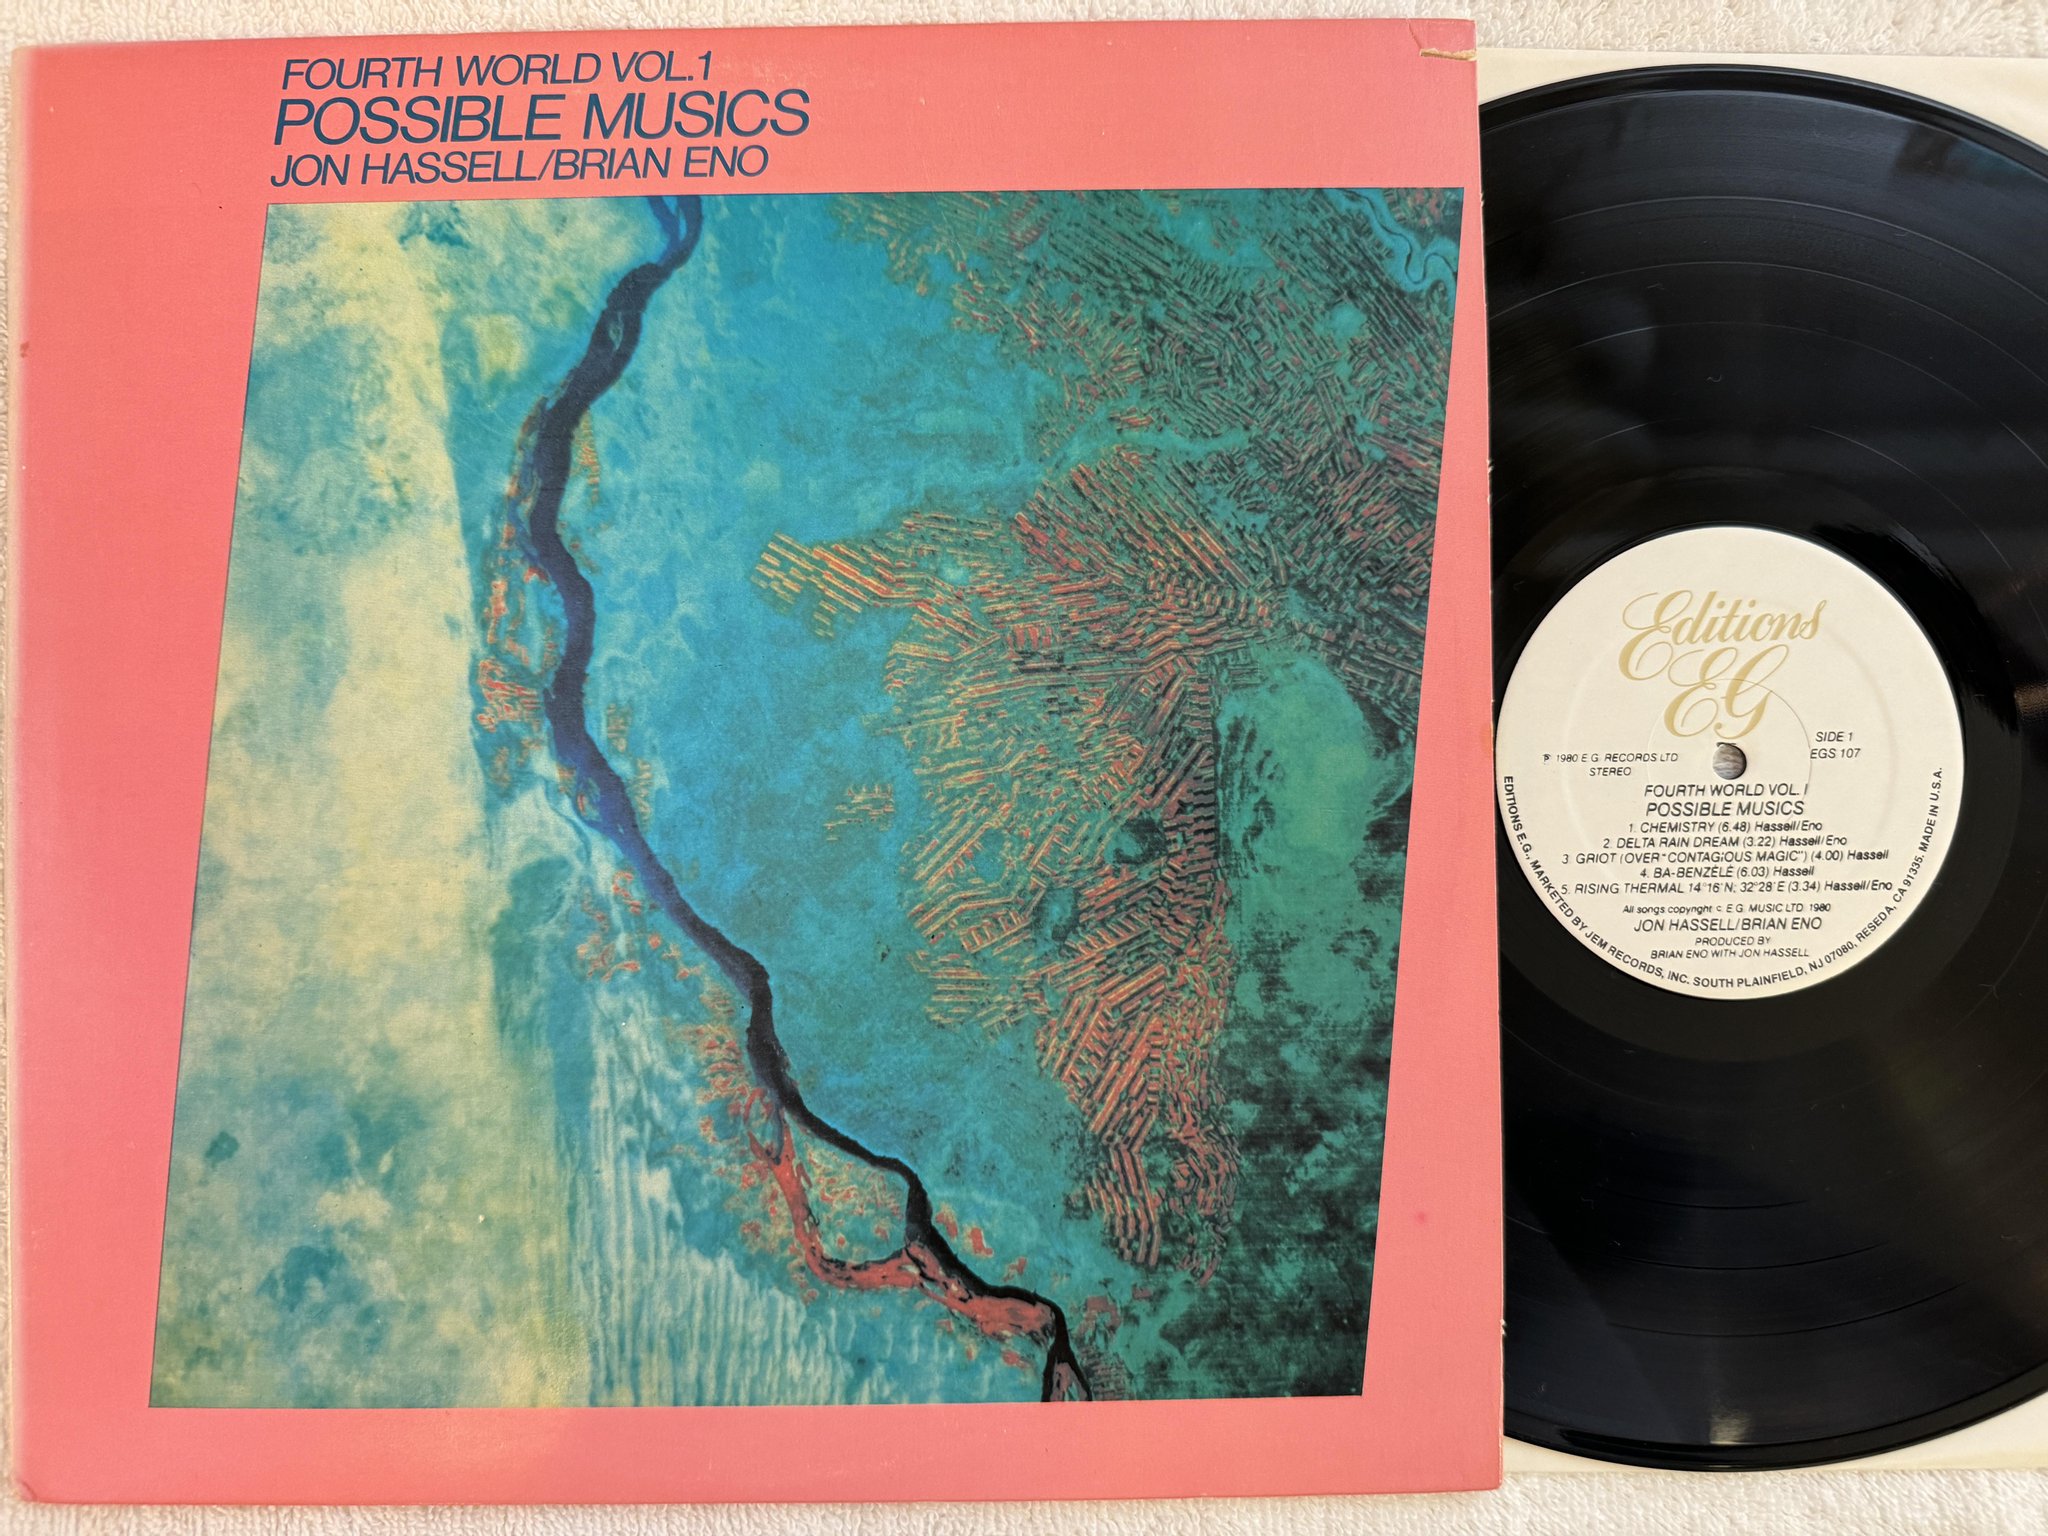 FOURTH WORLD VOL.1
POSSIBLE MUSICS
JON HASSELL/BRIAN ENO
Editions
E.G
SIDE 1
EGS 107
℗ 1980 E.G. RECORDS LTD
STEREO
FOURTH WORLD VOL. I
POSSIBLE MUSICS
1. CHEMISTRY (6.48) Hassell/Eno
2. DELTA RAIN DREAM (3.22) Hassell/Eno
3 GRIOT (OVER "CONTAGIOUS MAGIC") (4.00) Hassell
4. BA-BENZÉLÉ (6.03) Hassell
5. RISING THERMAL 14°16´N; 32°28´E (3.34) Hassell/Eno
All songs copyright © E.G. MUSIC LTD. 1980
JON HASSELL/BRIAN ENO
PRODUCED BY
BRIAN ENO WITH JON HASSELL
EDITIONS E.G., MARKETED BY JEM RECORDS, INC. SOUTH PLAINFIELD, NJ 07080, RESEDA, CA 91335. MADE IN U.S.A.